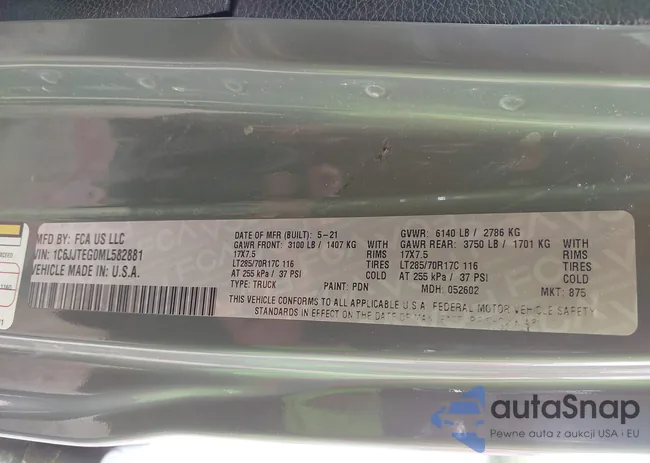 MFD BY: FCA US LLC
VIN: 1C6JJTEG0ML582881
VEHICLE MADE IN U.S.A.
DATE OF MFR (BUILT): 5-21
GAWR FRONT: 3100 LB / 1407 KG WITH
17X7.5 RIMS
LT285/70R17C 116 TIRES
AT 255 kPa / 37 PSI COLD
TYPE: TRUCK PAINT: PDN
GVWR: 6140 LB / 2786 KG
GAWR REAR: 3750 LB / 1701 KG WITH
17X7.5 RIMS
LT285/70R17C 116 TIRES
AT 255 kPa / 37 PSI COLD
MDH: 052602 MKT: 875
THIS VEHICLE CONFORMS TO ALL APPLICABLE U.S.A. FEDERAL MOTOR VEHICLE SAFETY
STANDARDS IN EFFECT ON THE DATE OF
autaSnap
Pewne auta z aukcji USA i EU